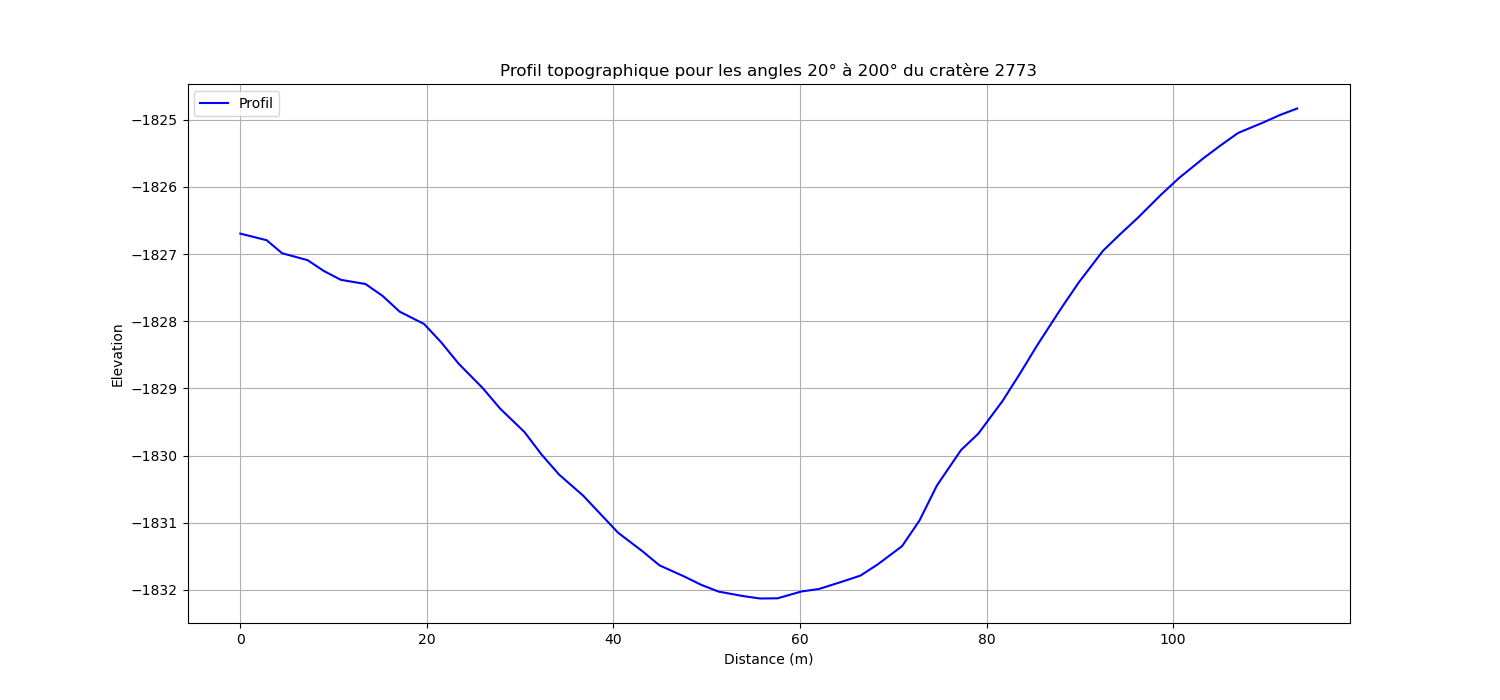 Profil topographique pour les angles 20° à 200° du cratère 2773
Profil
−1825
−1826
−1827
−1828
−1829
−1830
−1831
−1832
Elevation
0 20 40 60 80 100
Distance (m)